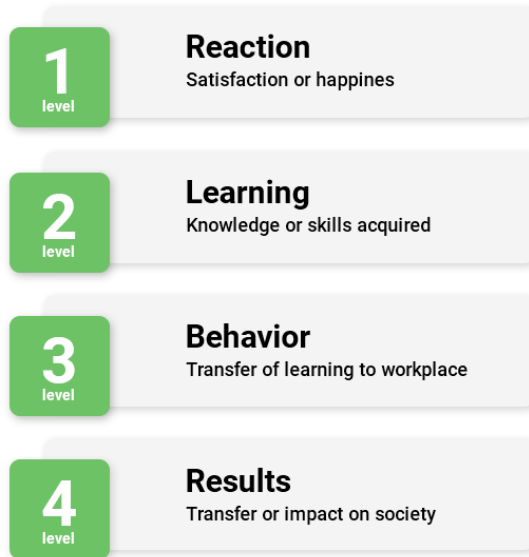 1
level
Reaction
Satisfaction or happines
2
level
Learning
Knowledge or skills acquired
3
level
Behavior
Transfer of learning to workplace
4
level
Results
Transfer or impact on society